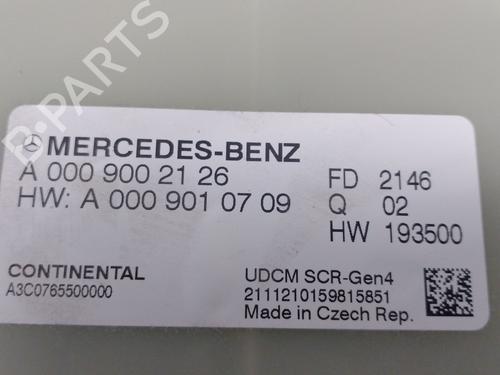 B-PARTS
MERCEDES-BENZ
A 000 900 21 26
HW: A 000 901 07 09
FD 2146
Q 02
HW 193500
CONTINENTAL
A3C0765500000
UDCM SCR-Gen4
2111210159815851
Made in Czech Rep.